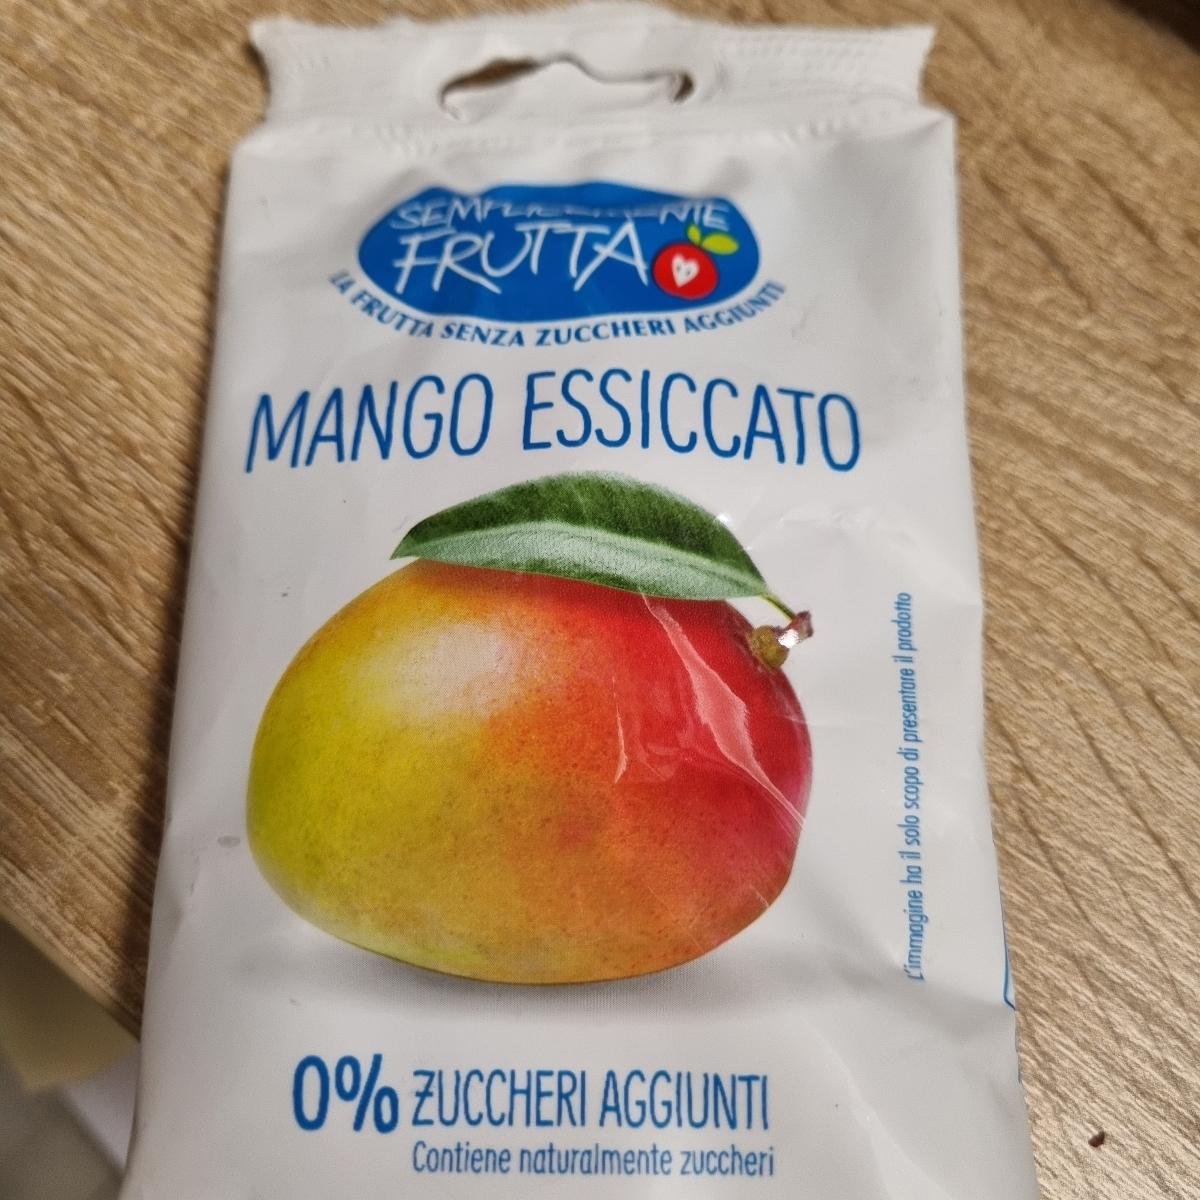 SEMPLICEMENTE
FRUTTA
LA FRUTTA SENZA ZUCCHERI AGGIUNTI
MANGO ESSICCATO
L'immagine ha il solo scopo di presentare il prodotto
0% ZUCCHERI AGGIUNTI
Contiene naturalmente zuccheri